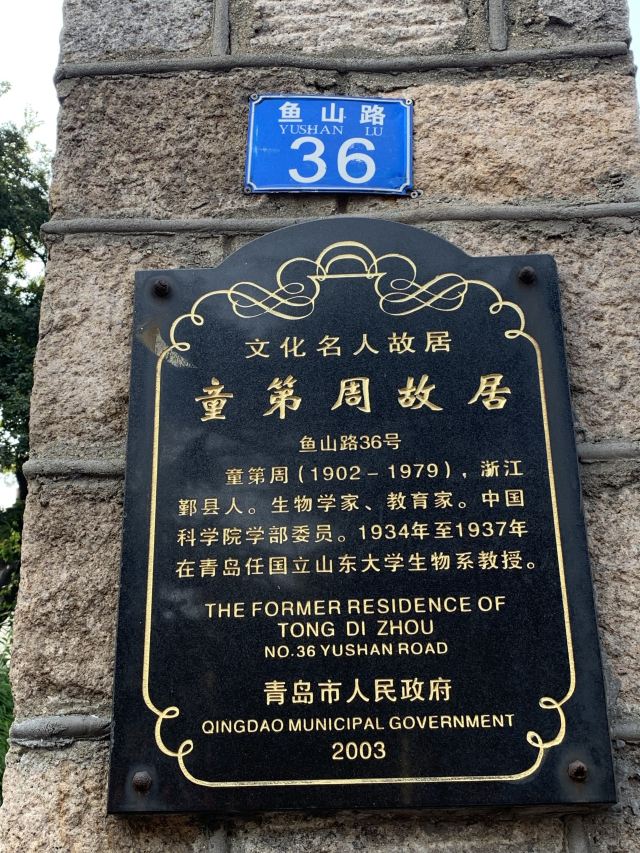 鱼山路
YUSHAN LU
36
文化名人故居
童第周故居
鱼山路36号
童第周（1902－1979），浙江
鄞县人。生物学家、教育家。中国
科学院学部委员。1934年至1937年
在青岛任国立山东大学生物系教授。
THE FORMER RESIDENCE OF
TONG DI ZHOU
NO.36 YUSHAN ROAD
青岛市人民政府
QINGDAO MUNICIPAL GOVERNMENT
2003